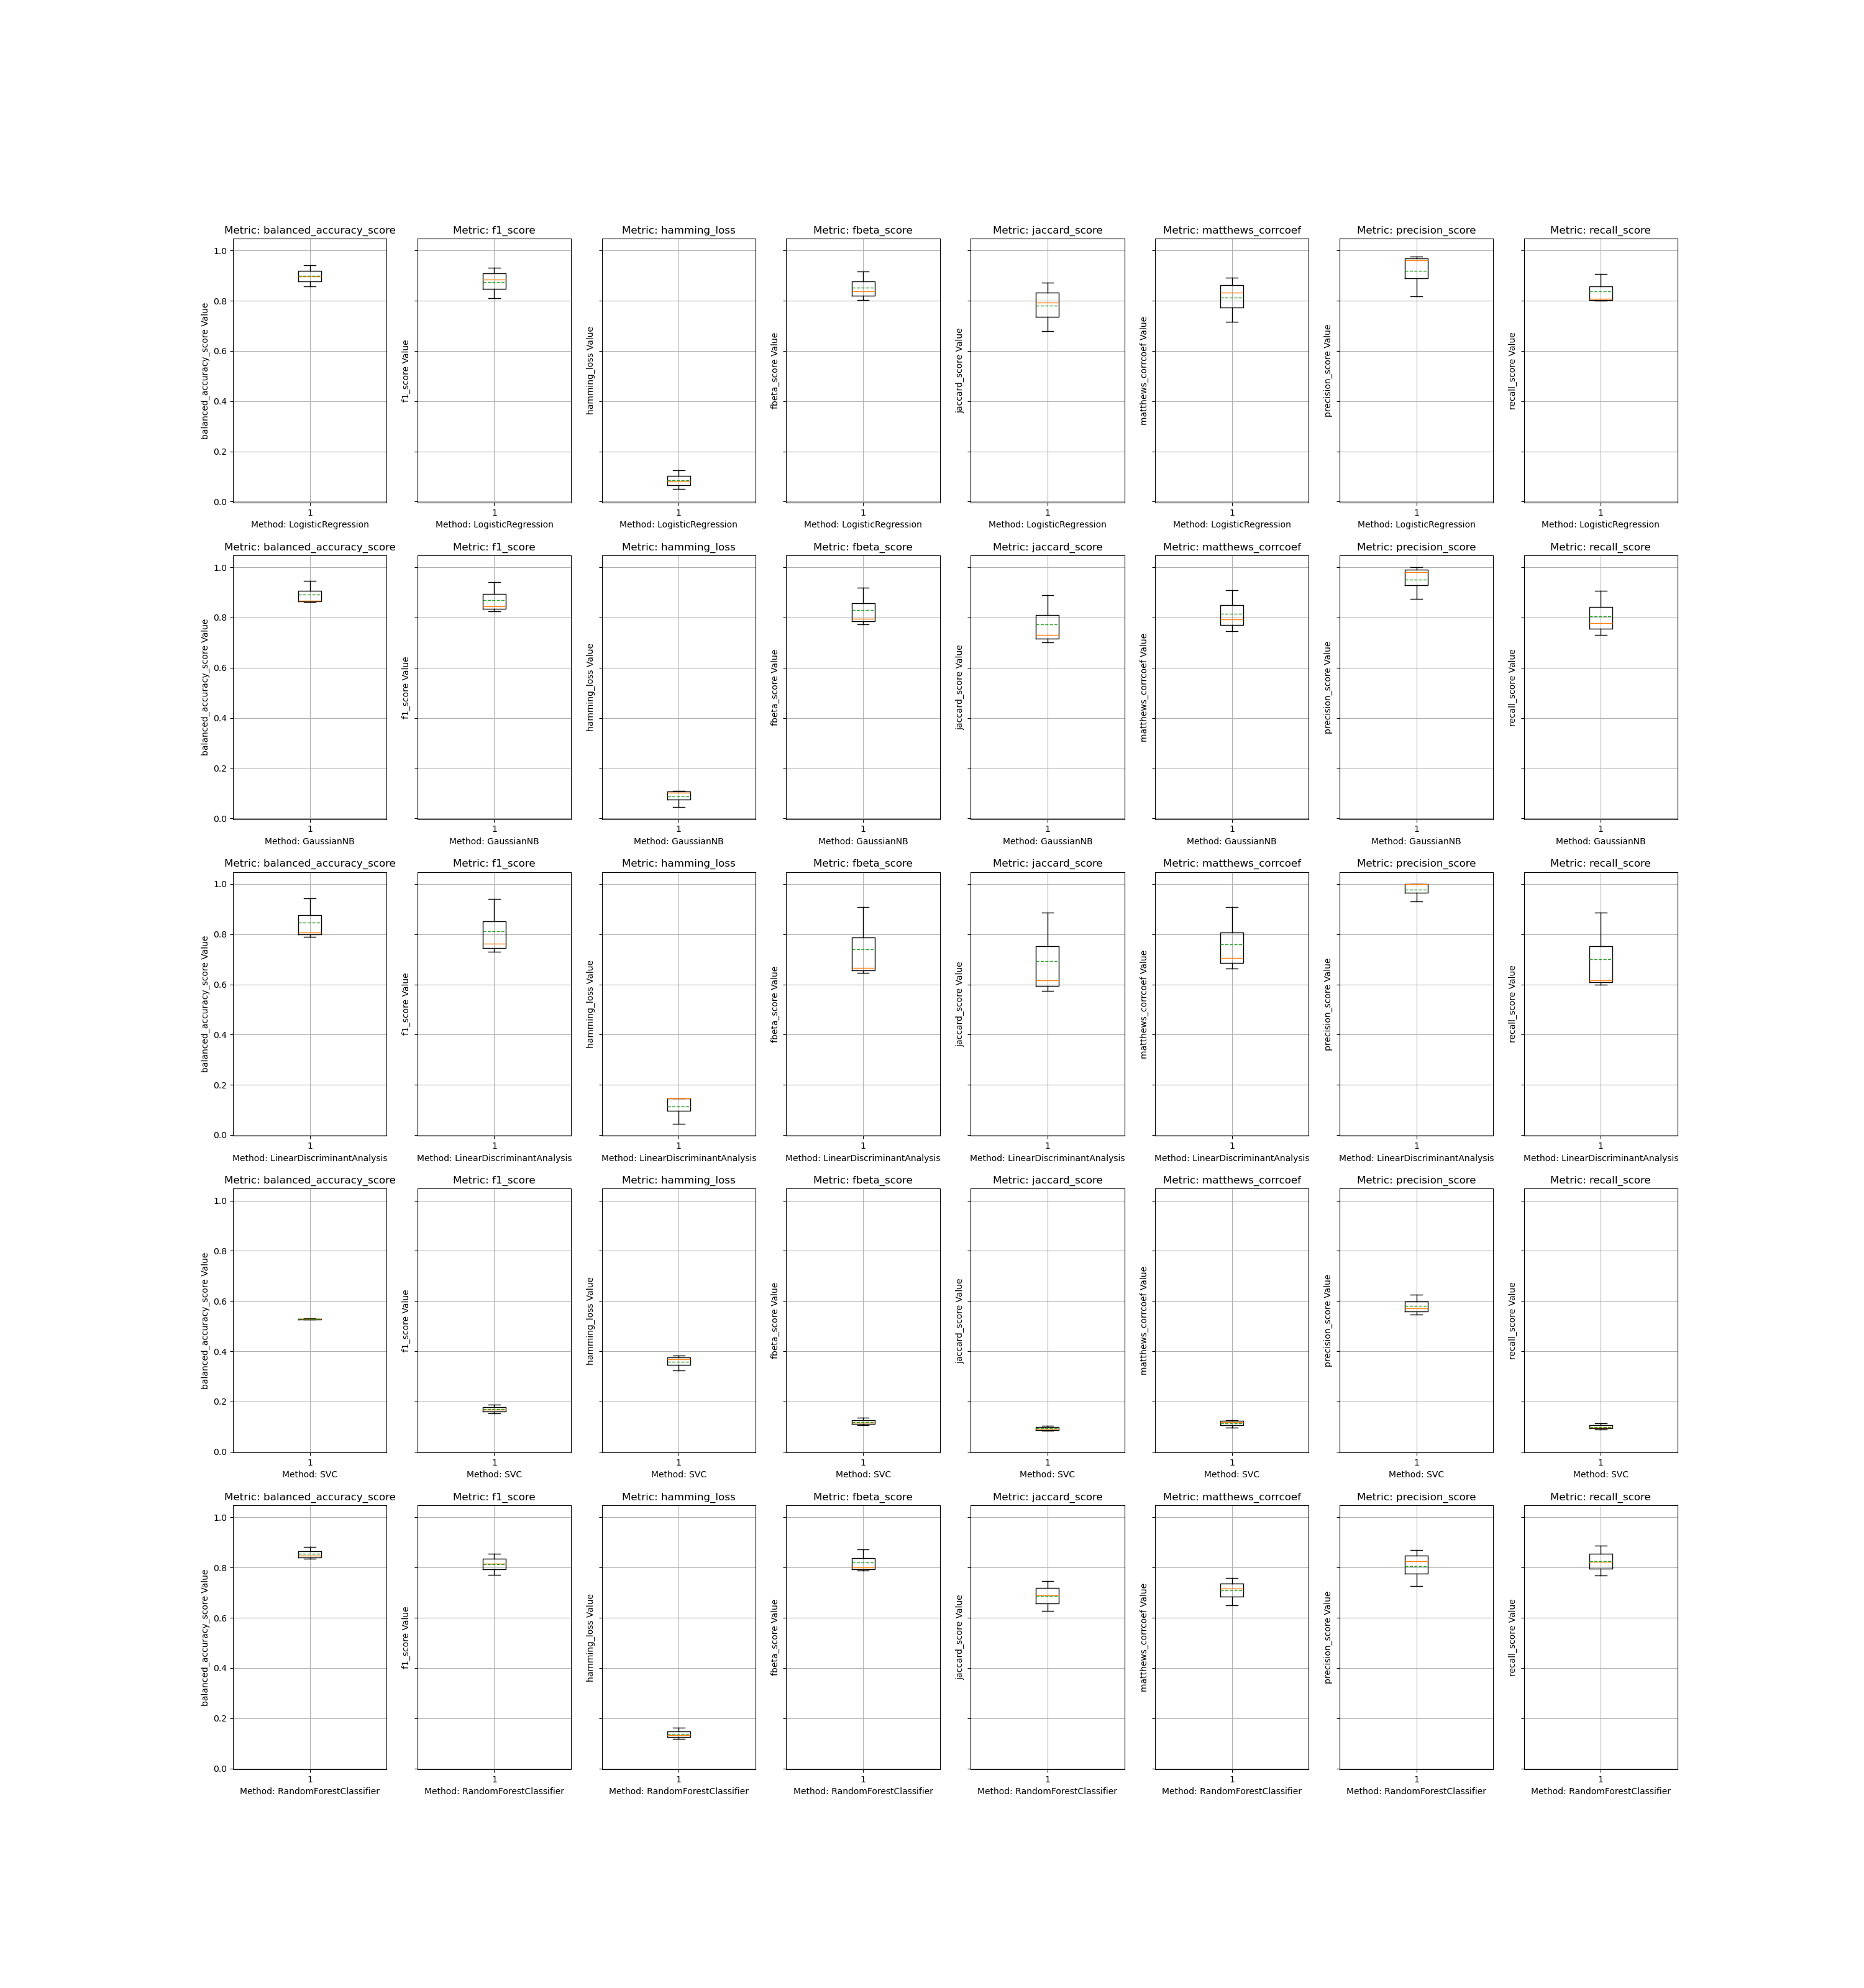 Metric: balanced_accuracy_score Metric: f1_score Metric: hamming_loss Metric: fbeta_score Metric: jaccard_score Metric: matthews_corrcoef Metric: precision_score Metric: recall_score
balanced_accuracy_score Value
1.0
0.8
0.6
0.4
0.2
0.0
f1_score Value
hamming_loss Value
fbeta_score Value
jaccard_score Value
matthews_corrcoef Value
precision_score Value
recall_score Value
1 1 1 1 1 1 1 1
Method: LogisticRegression Method: LogisticRegression Method: LogisticRegression Method: LogisticRegression Method: LogisticRegression Method: LogisticRegression Method: LogisticRegression Method: LogisticRegression
Metric: balanced_accuracy_score Metric: f1_score Metric: hamming_loss Metric: fbeta_score Metric: jaccard_score Metric: matthews_corrcoef Metric: precision_score Metric: recall_score
balanced_accuracy_score Value
1.0
0.8
0.6
0.4
0.2
0.0
f1_score Value
hamming_loss Value
fbeta_score Value
jaccard_score Value
matthews_corrcoef Value
precision_score Value
recall_score Value
1 1 1 1 1 1 1 1
Method: GaussianNB Method: GaussianNB Method: GaussianNB Method: GaussianNB Method: GaussianNB Method: GaussianNB Method: GaussianNB Method: GaussianNB
Metric: balanced_accuracy_score Metric: f1_score Metric: hamming_loss Metric: fbeta_score Metric: jaccard_score Metric: matthews_corrcoef Metric: precision_score Metric: recall_score
balanced_accuracy_score Value
1.0
0.8
0.6
0.4
0.2
0.0
f1_score Value
hamming_loss Value
fbeta_score Value
jaccard_score Value
matthews_corrcoef Value
precision_score Value
recall_score Value
1 1 1 1 1 1 1 1
Method: LinearDiscriminantAnalysis Method: LinearDiscriminantAnalysis Method: LinearDiscriminantAnalysis Method: LinearDiscriminantAnalysis Method: LinearDiscriminantAnalysis Method: LinearDiscriminantAnalysis Method: LinearDiscriminantAnalysis Method: LinearDiscriminantAnalysis
Metric: balanced_accuracy_score Metric: f1_score Metric: hamming_loss Metric: fbeta_score Metric: jaccard_score Metric: matthews_corrcoef Metric: precision_score Metric: recall_score
balanced_accuracy_score Value
1.0
0.8
0.6
0.4
0.2
0.0
f1_score Value
hamming_loss Value
fbeta_score Value
jaccard_score Value
matthews_corrcoef Value
precision_score Value
recall_score Value
1 1 1 1 1 1 1 1
Method: SVC Method: SVC Method: SVC Method: SVC Method: SVC Method: SVC Method: SVC Method: SVC
Metric: balanced_accuracy_score Metric: f1_score Metric: hamming_loss Metric: fbeta_score Metric: jaccard_score Metric: matthews_corrcoef Metric: precision_score Metric: recall_score
balanced_accuracy_score Value
1.0
0.8
0.6
0.4
0.2
0.0
f1_score Value
hamming_loss Value
fbeta_score Value
jaccard_score Value
matthews_corrcoef Value
precision_score Value
recall_score Value
1 1 1 1 1 1 1 1
Method: RandomForestClassifier Method: RandomForestClassifier Method: RandomForestClassifier Method: RandomForestClassifier Method: RandomForestClassifier Method: RandomForestClassifier Method: RandomForestClassifier Method: RandomForestClassifier